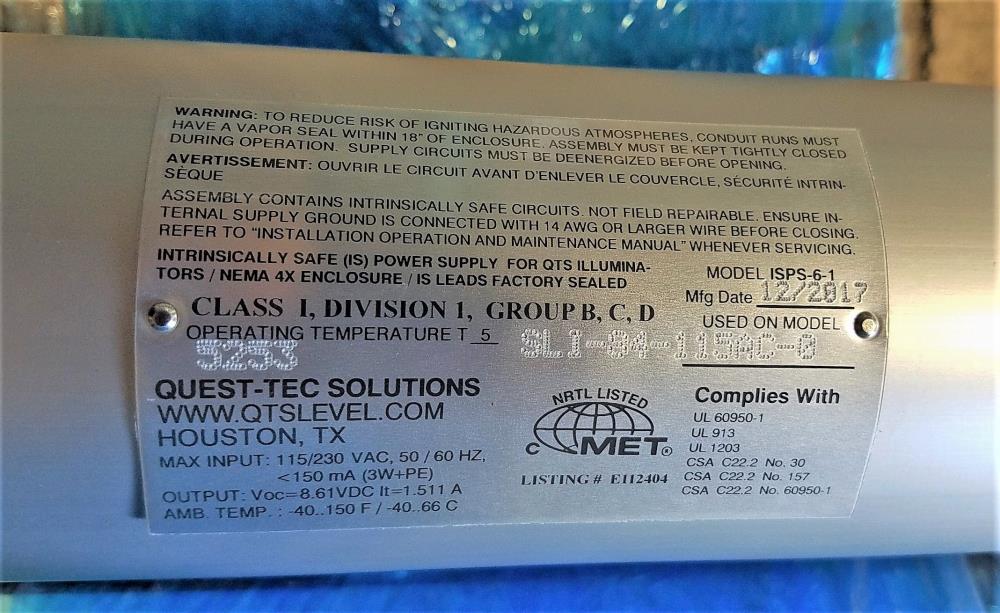 WARNING: TO REDUCE RISK OF IGNITING HAZARDOUS ATMOSPHERES, CONDUIT RUNS MUST
HAVE A VAPOR SEAL WITHIN 18" OF ENCLOSURE. ASSEMBLY MUST BE KEPT TIGHTLY CLOSED
DURING OPERATION. SUPPLY CIRCUITS MUST BE DEENERGIZED BEFORE OPENING.
AVERTISSEMENT: OUVRIR LE CIRCUIT AVANT D'ENLEVER LE COUVERCLE, SÉCURITÉ INTRIN-
SÈQUE
ASSEMBLY CONTAINS INTRINSICALLY SAFE CIRCUITS. NOT FIELD REPAIRABLE. ENSURE IN-
TERNAL SUPPLY GROUND IS CONNECTED WITH 14 AWG OR LARGER WIRE BEFORE CLOSING.
REFER TO "INSTALLATION OPERATION AND MAINTENANCE MANUAL" WHENEVER SERVICING.
INTRINSICALLY SAFE (IS) POWER SUPPLY FOR QTS ILLUMINA-
TORS / NEMA 4X ENCLOSURE / IS LEADS FACTORY SEALED
CLASS I, DIVISION 1, GROUP B, C, D
OPERATING TEMPERATURE T 5
5253
MODEL ISPS-6-1
Mfg Date 12/2017
USED ON MODEL
SL1-84-115AC-0
QUEST-TEC SOLUTIONS
WWW.QTSLEVEL.COM
HOUSTON, TX
MAX INPUT: 115/230 VAC, 50 / 60 HZ,
<150 mA (3W+PE)
OUTPUT: Voc=8.61VDC It=1.511 A
AMB. TEMP. : -40..150 F / -40..66 C
NRTL LISTED
C MET®
LISTING # E112404
Complies With
UL 60950-1
UL 913
UL 1203
CSA C22.2 No. 30
CSA C22.2 No. 157
CSA C22.2 No. 60950-1